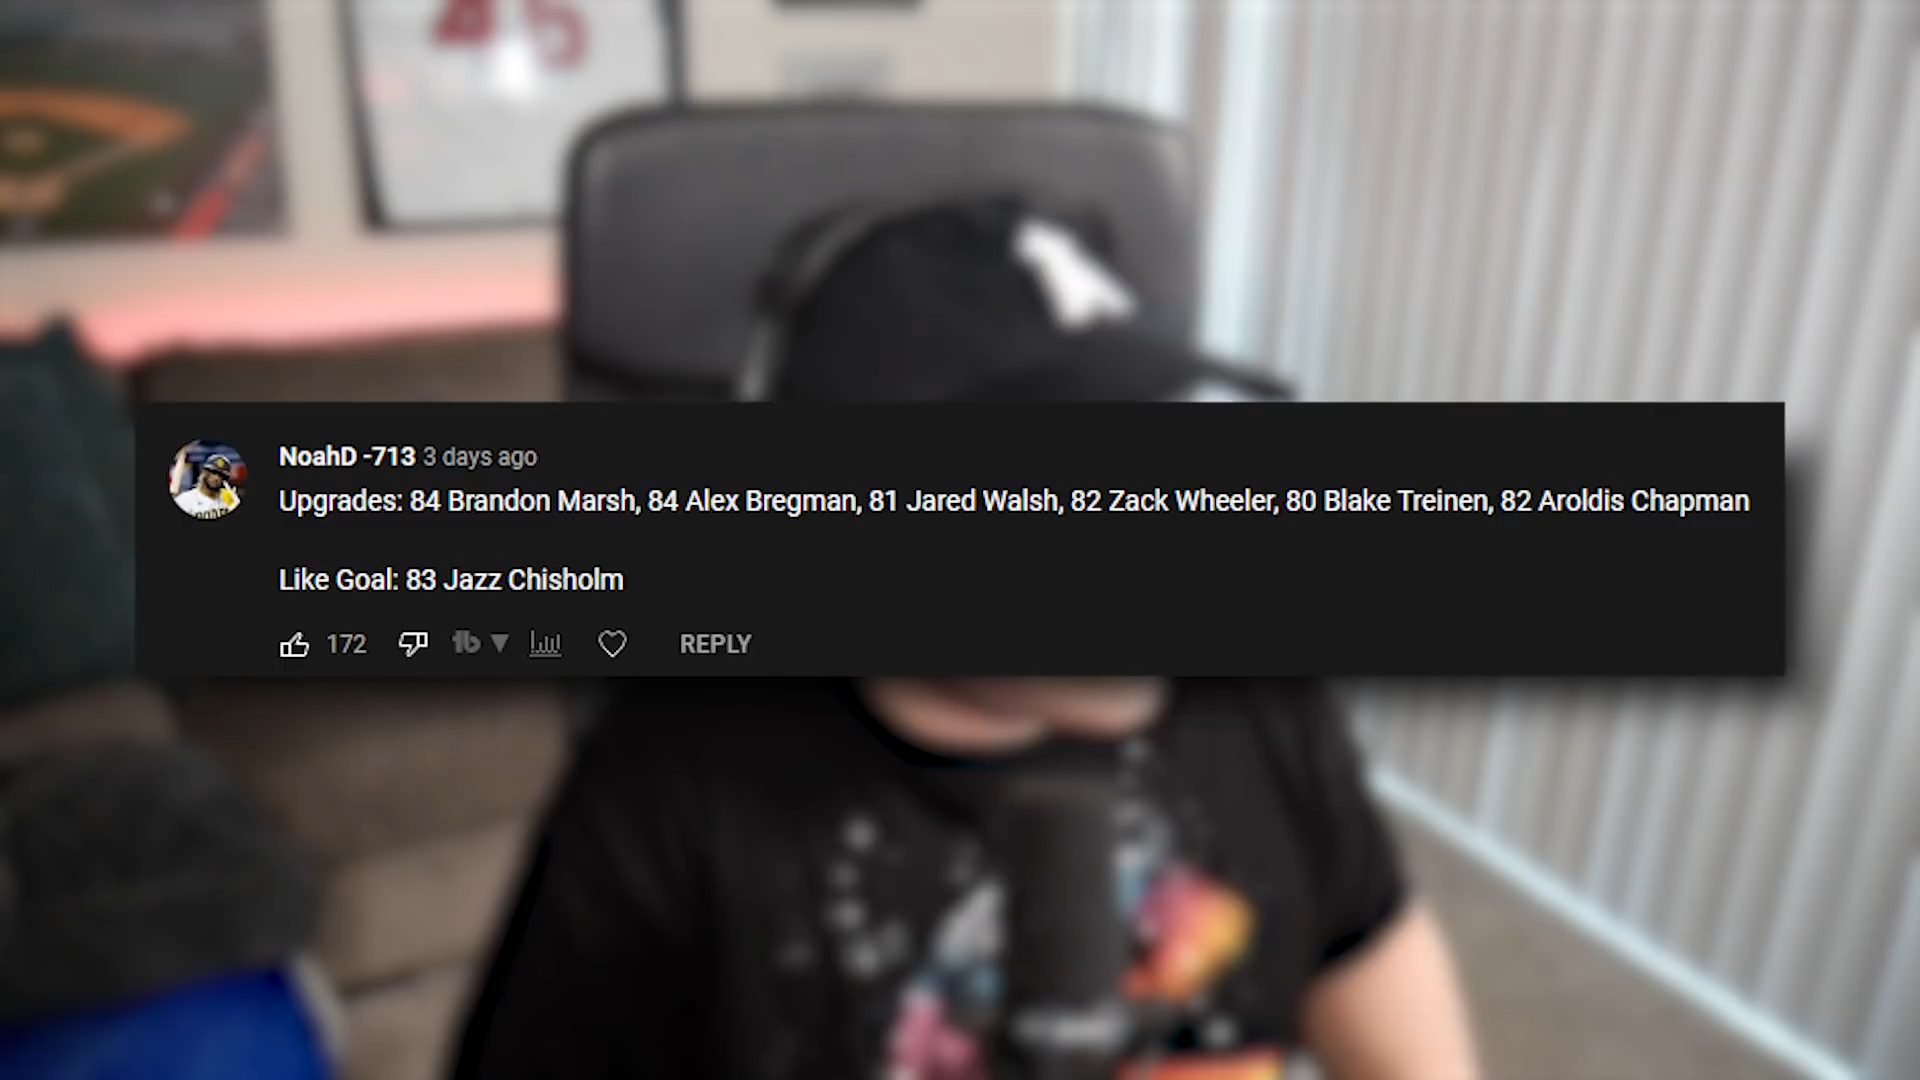 NoahD -713 3 days ago
Upgrades: 84 Brandon Marsh, 84 Alex Bregman, 81 Jared Walsh, 82 Zack Wheeler, 80 Blake Treinen, 82 Aroldis Chapman
Like Goal: 83 Jazz Chisholm
172 REPLY